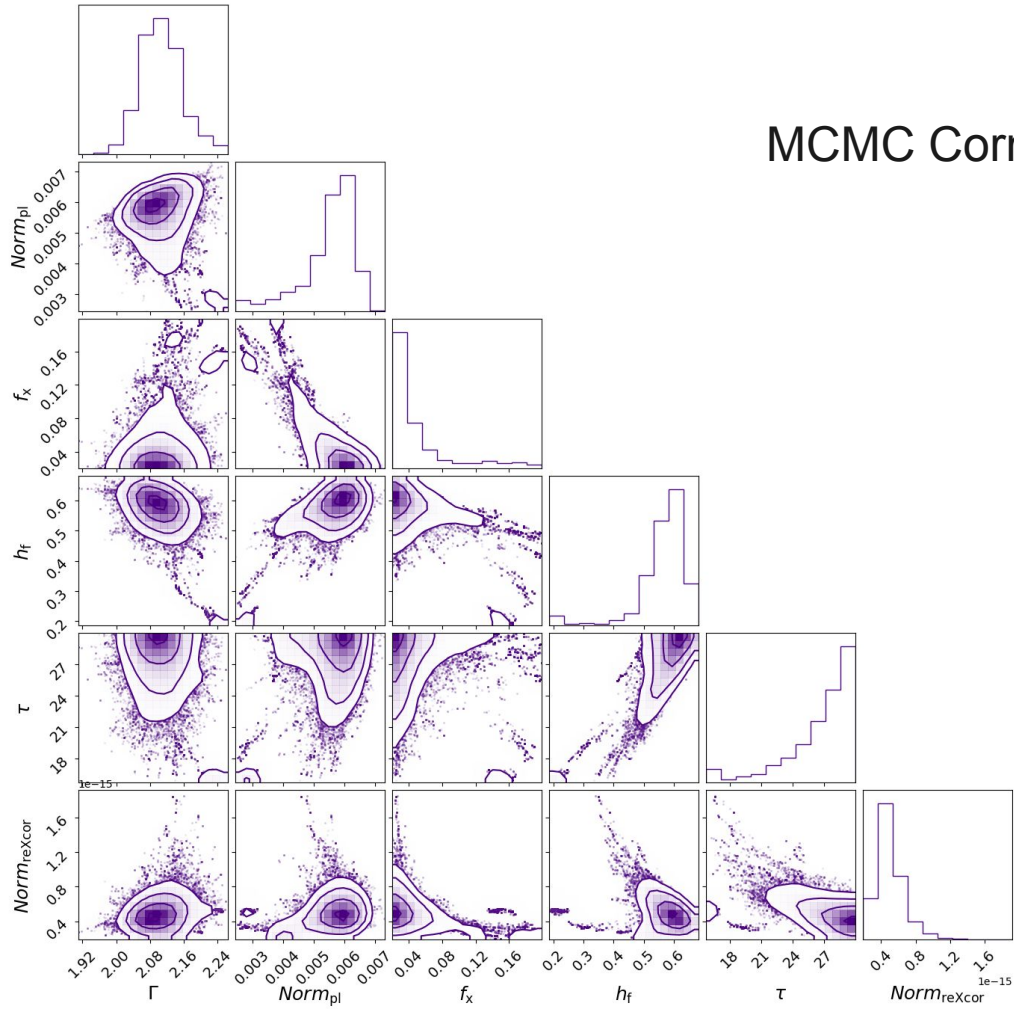 MCMC Corr
Norm_pl
0.007
0.006
0.005
0.004
0.003
f_x
0.16
0.12
0.08
0.04
h_f
0.6
0.5
0.4
0.3
0.2
τ
27
24
21
18
1e−15
Norm_reXcor
1.6
1.2
0.8
0.4
1.92 2.00 2.08 2.16 2.24 0.003 0.004 0.005 0.006 0.007 0.04 0.08 0.12 0.16 0.2 0.3 0.4 0.5 0.6 18 21 24 27 0.4 0.8 1.2 1.6
1e−15
Γ Norm_pl f_x h_f τ Norm_reXcor